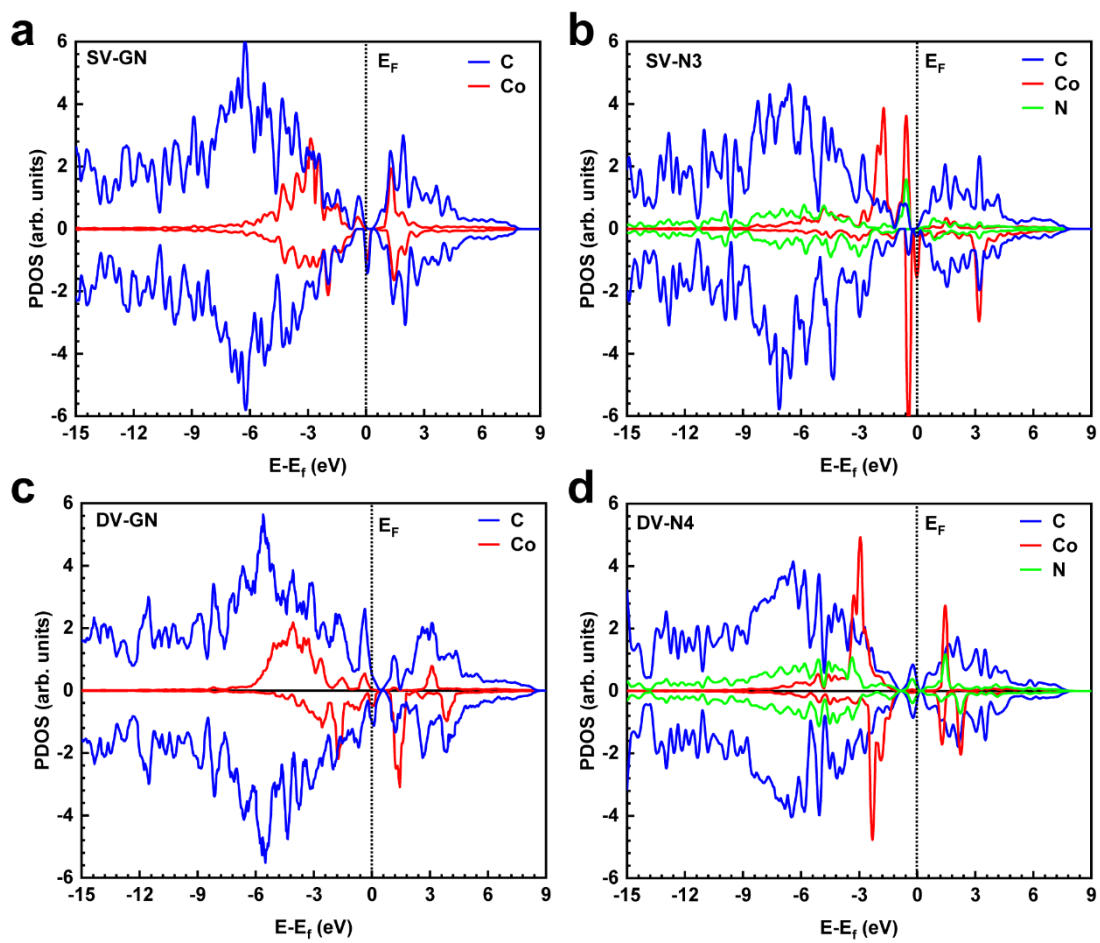 a
SV-GN
E_F
C
Co
6
4
2
0
-2
-4
-6
PDOS (arb. units)
-15 -12 -9 -6 -3 0 3 6 9
E-E_f (eV)
b
SV-N3
E_F
C
Co
N
6
4
2
0
-2
-4
-6
PDOS (arb. units)
-15 -12 -9 -6 -3 0 3 6 9
E-E_f (eV)
c
DV-GN
E_F
C
Co
6
4
2
0
-2
-4
-6
PDOS (arb. units)
-15 -12 -9 -6 -3 0 3 6 9
E-E_f (eV)
d
DV-N4
E_F
C
Co
N
6
4
2
0
-2
-4
-6
PDOS (arb. units)
-15 -12 -9 -6 -3 0 3 6 9
E-E_f (eV)